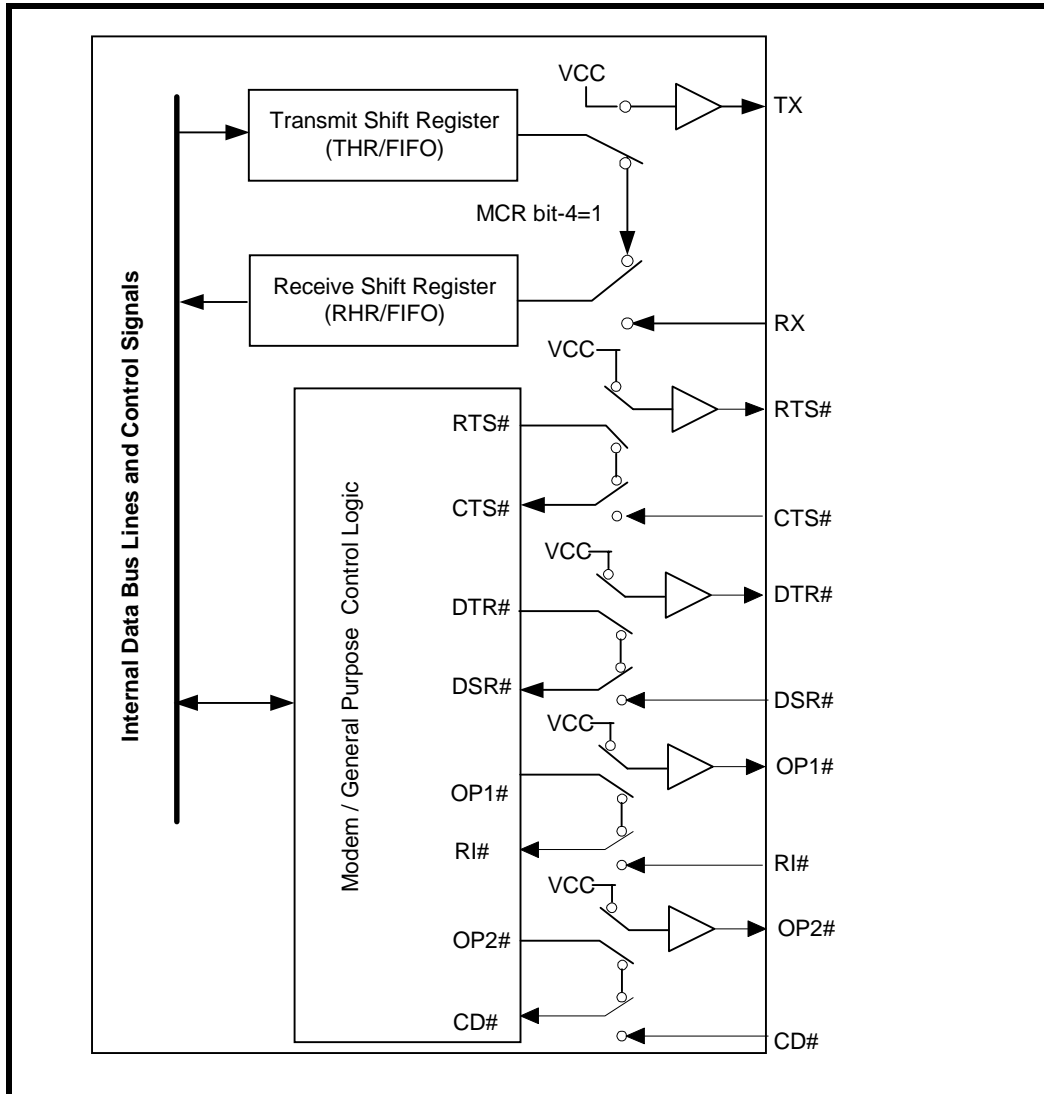 VCC
TX
Transmit Shift Register
(THR/FIFO)
MCR bit-4=1
Receive Shift Register
(RHR/FIFO)
RX
Internal Data Bus Lines and Control Signals
VCC
RTS#
RTS#
CTS#
CTS#
Modem / General Purpose Control Logic
VCC
DTR#
DTR#
DSR#
DSR#
VCC
OP1#
OP1#
RI#
RI#
VCC
OP2#
OP2#
CD#
CD#